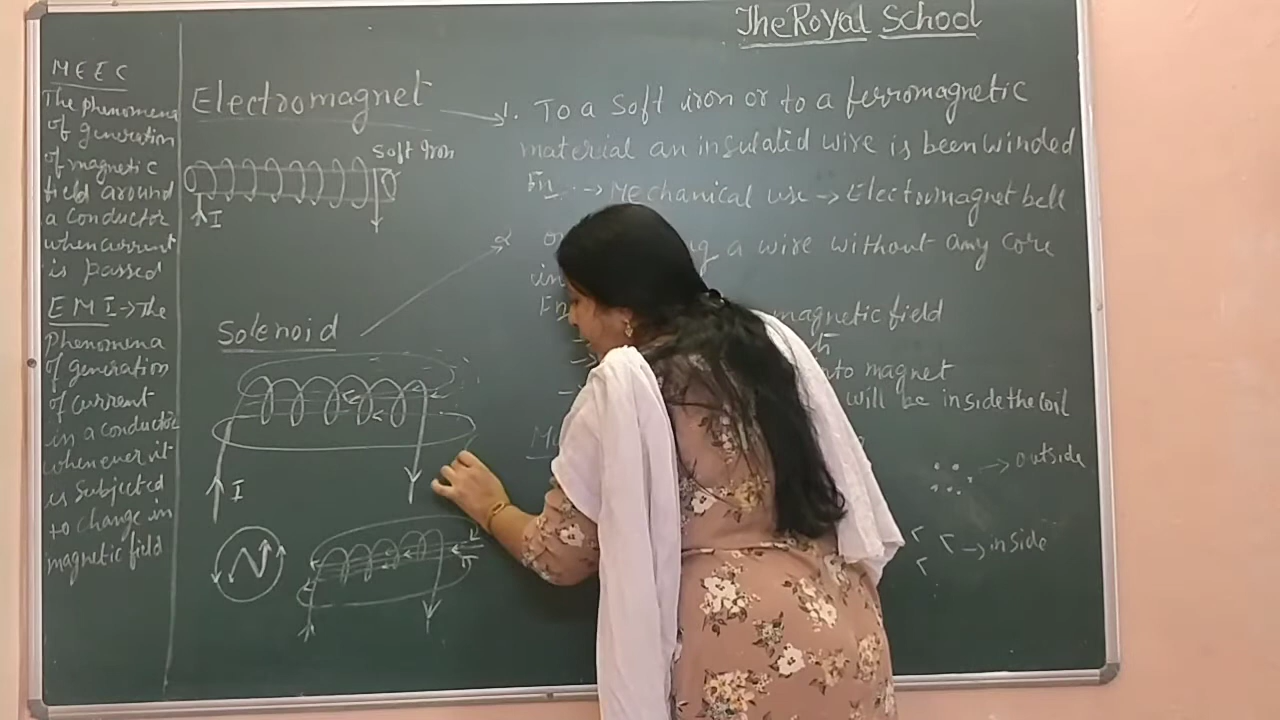 The Royal School
MEEC
The phenomena
of generation
of magnetic
field around
a conductor
when current
is passed
EMI → The
Phenomena
of generation
of current
in a conductor
whenever it
is subjected
to change in
magnetic field
Electromagnet
Soft Iron
I
Solenoid
I
N
1. To a soft iron or to a ferromagnetic
material an insulated wire is been winded
→ Mechanical use → Electromagnet bell
a wire without any core
magnetic field
into magnet
will be inside the coil
→ outside
→ inside